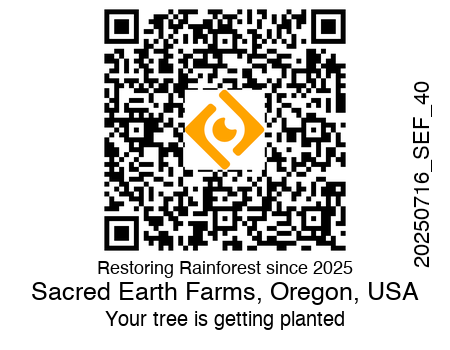 Restoring Rainforest since 2025
Sacred Earth Farms, Oregon, USA
Your tree is getting planted
20250716_SEF_40